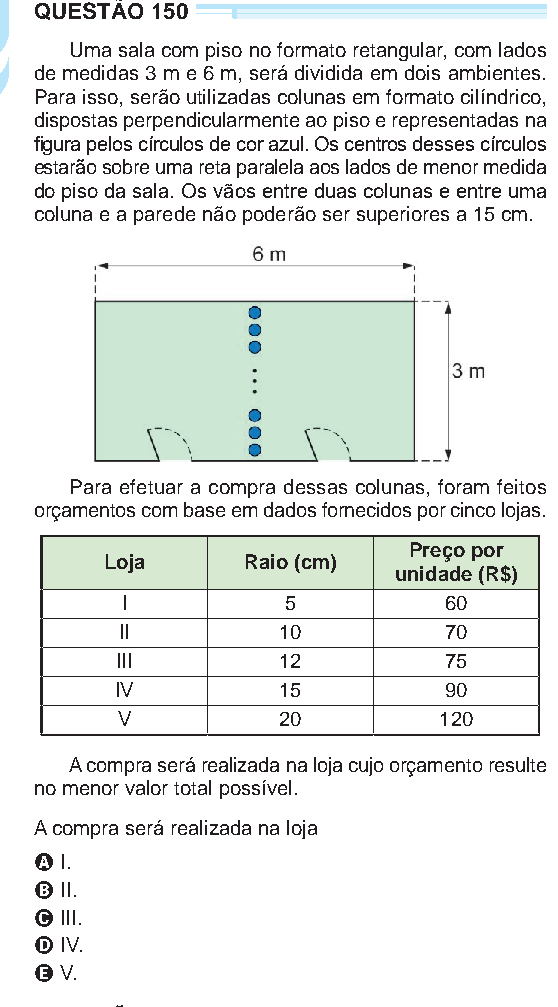 QUESTÃO 150
Uma sala com piso no formato retangular, com lados
de medidas 3 m e 6 m, será dividida em dois ambientes.
Para isso, serão utilizadas colunas em formato cilíndrico,
dispostas perpendicularmente ao piso e representadas na
figura pelos círculos de cor azul. Os centros desses círculos
estarão sobre uma reta paralela aos lados de menor medida
do piso da sala. Os vãos entre duas colunas e entre uma
coluna e a parede não poderão ser superiores a 15 cm.
6 m
3 m
Para efetuar a compra dessas colunas, foram feitos
orçamentos com base em dados fornecidos por cinco lojas.
Loja Raio (cm) Preço por unidade (R$)
I 5 60
II 10 70
III 12 75
IV 15 90
V 20 120
A compra será realizada na loja cujo orçamento resulte
no menor valor total possível.
A compra será realizada na loja
A I.
B II.
C III.
D IV.
E V.